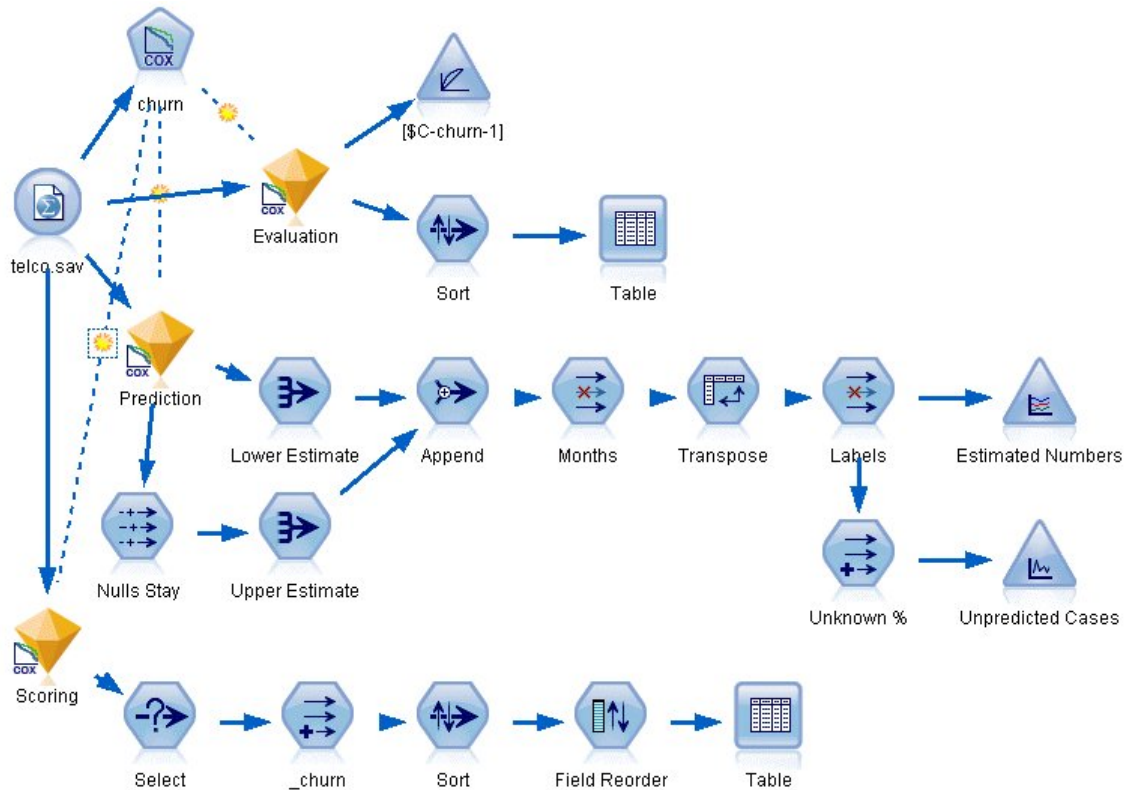 COX
churn
[$C-churn-1]
COX
Evaluation
telco.sav
Sort
Table
COX
Prediction
Lower Estimate
Append
Months
Transpose
Labels
Estimated Numbers
Nulls Stay
Upper Estimate
Unknown %
Unpredicted Cases
COX
Scoring
Select
_churn
Sort
Field Reorder
Table